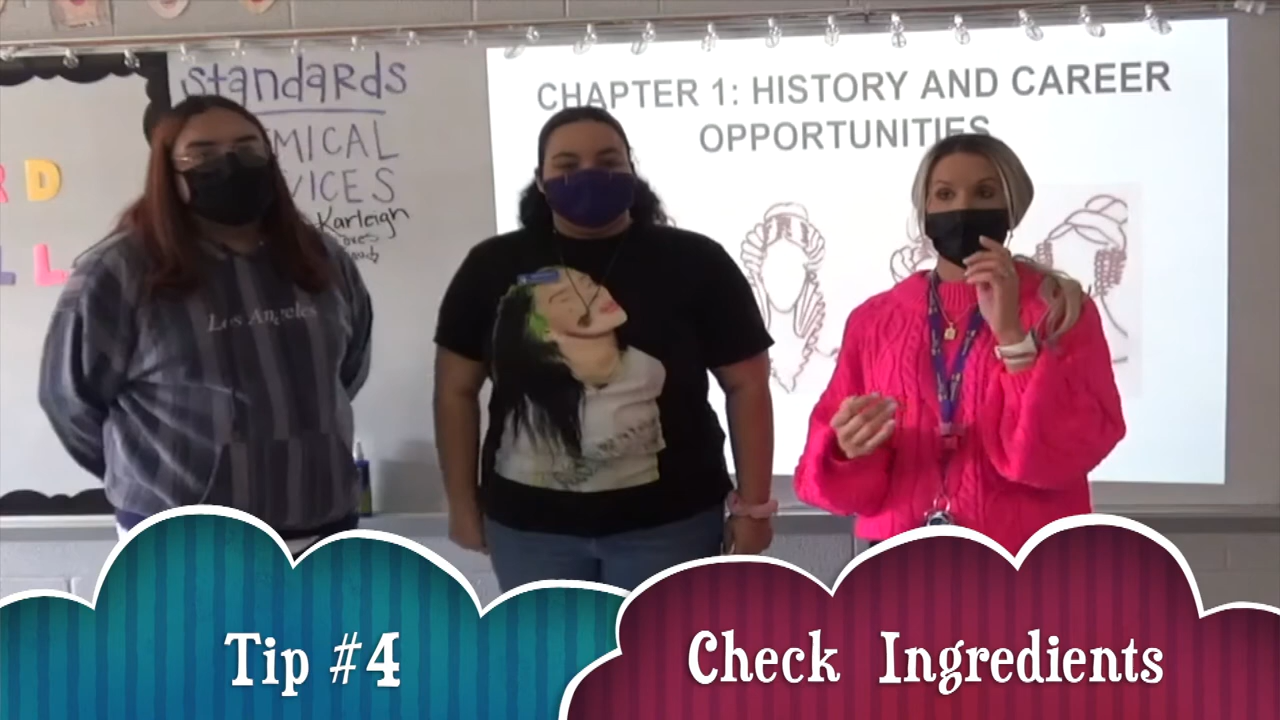 standards
MICAL
VICES
Karleigh
CHAPTER 1: HISTORY AND CAREER
OPPORTUNITIES
R D
L L
Los Angeles
Tip #4
Check Ingredients